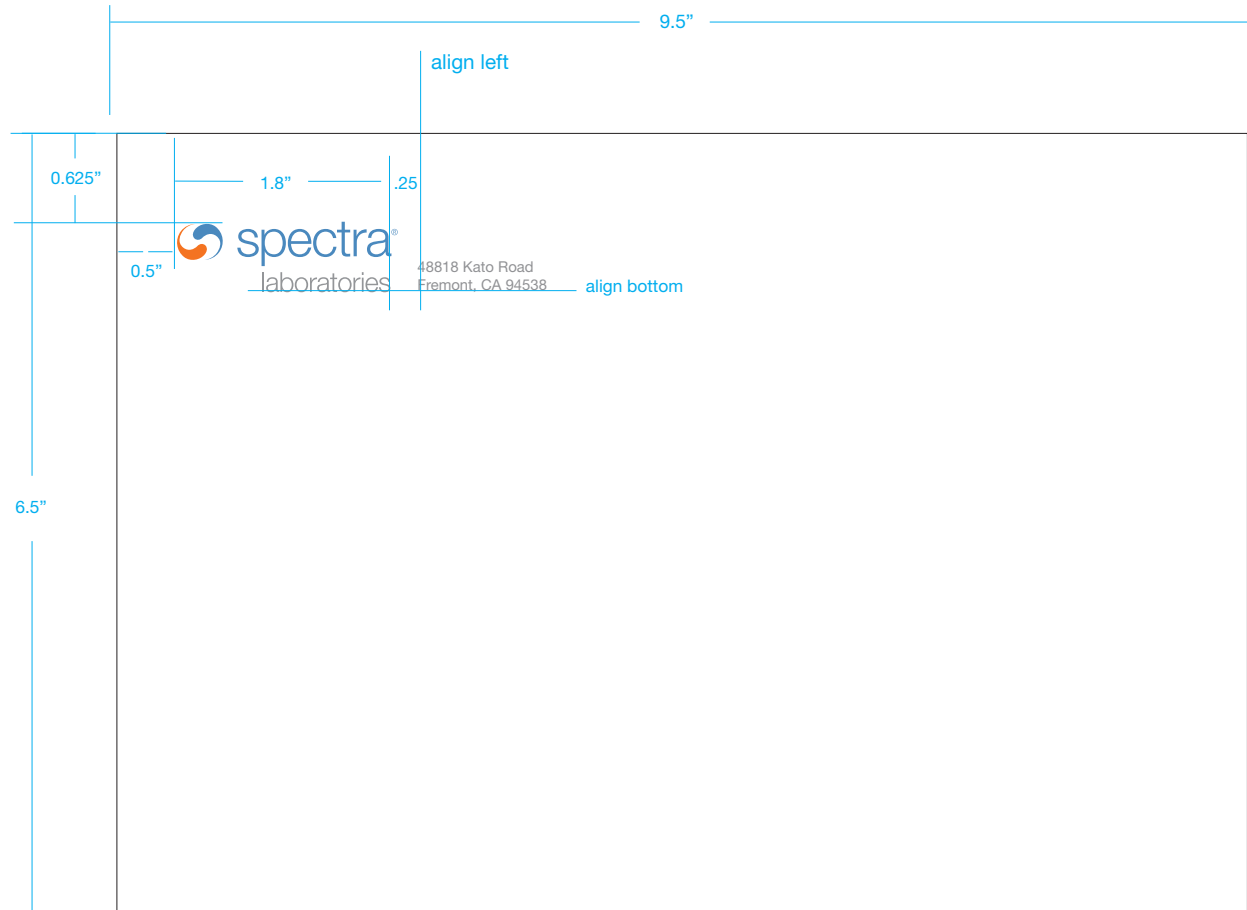 9.5”
align left
0.625”
1.8”
.25
spectra®
0.5”
laboratories
48818 Kato Road
Fremont, CA 94538
align bottom
6.5”